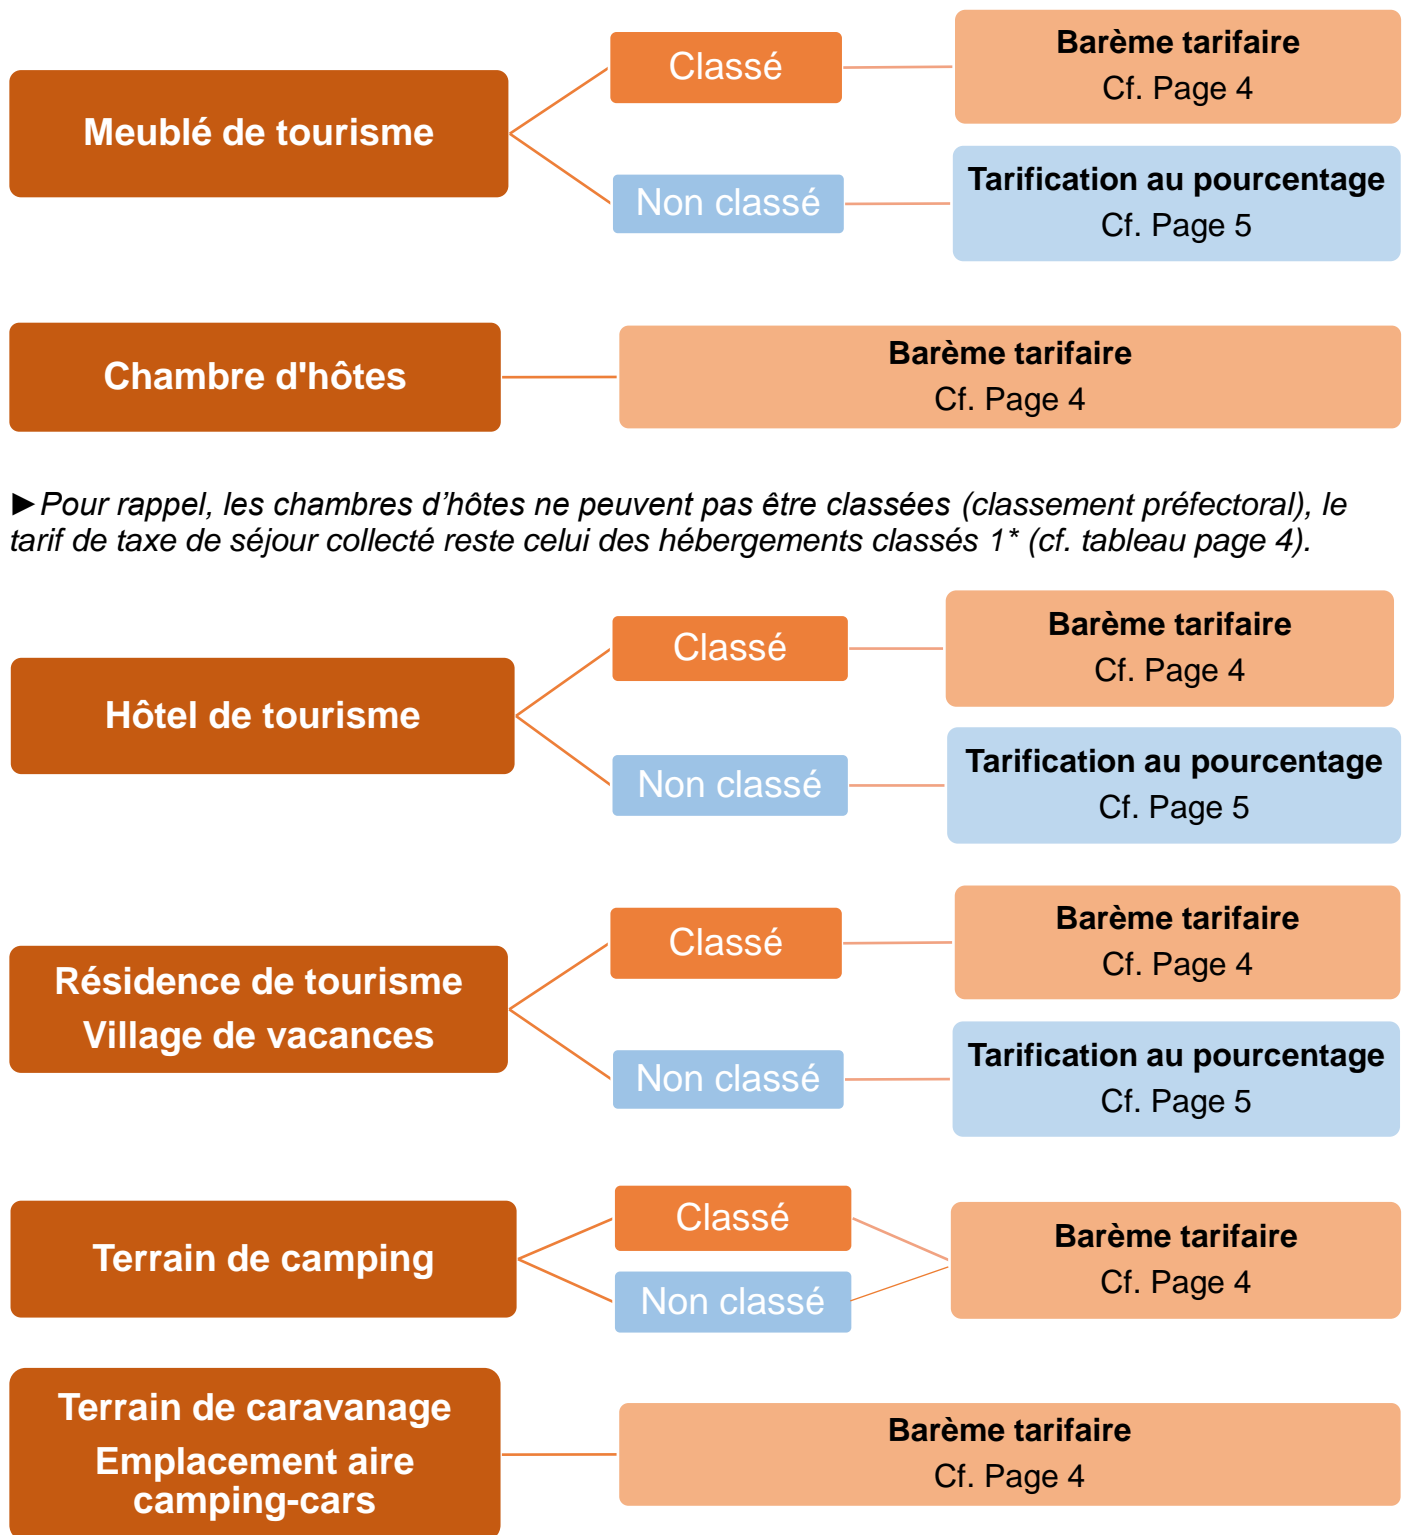 Meublé de tourisme
Classé
Barème tarifaire
Cf. Page 4
Non classé
Tarification au pourcentage
Cf. Page 5
Chambre d'hôtes
Barème tarifaire
Cf. Page 4
►Pour rappel, les chambres d’hôtes ne peuvent pas être classées (classement préfectoral), le
tarif de taxe de séjour collecté reste celui des hébergements classés 1* (cf. tableau page 4).
Hôtel de tourisme
Classé
Barème tarifaire
Cf. Page 4
Non classé
Tarification au pourcentage
Cf. Page 5
Résidence de tourisme
Village de vacances
Classé
Barème tarifaire
Cf. Page 4
Non classé
Tarification au pourcentage
Cf. Page 5
Terrain de camping
Classé
Non classé
Barème tarifaire
Cf. Page 4
Terrain de caravanage
Emplacement aire
camping-cars
Barème tarifaire
Cf. Page 4